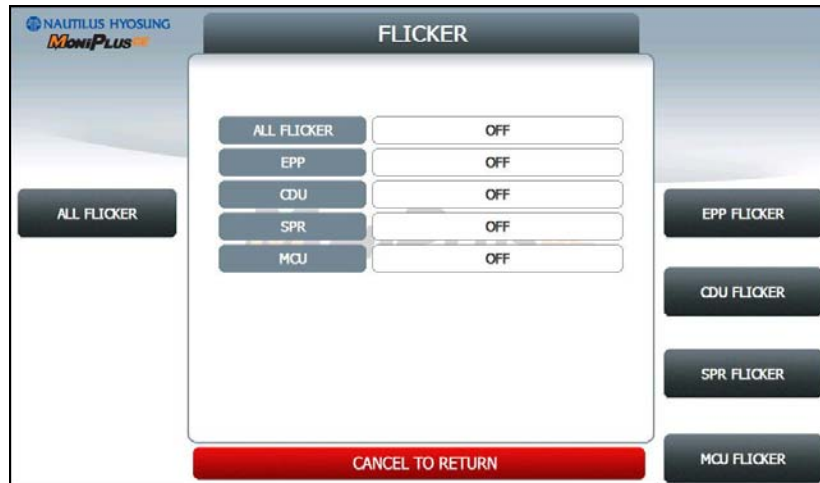 NAUTILUS HYOSUNG
MoniPlus
FLICKER
ALL FLICKER OFF
EPP OFF
CDU OFF
SPR OFF
MCU OFF
ALL FLICKER
EPP FLICKER
CDU FLICKER
SPR FLICKER
MCU FLICKER
CANCEL TO RETURN